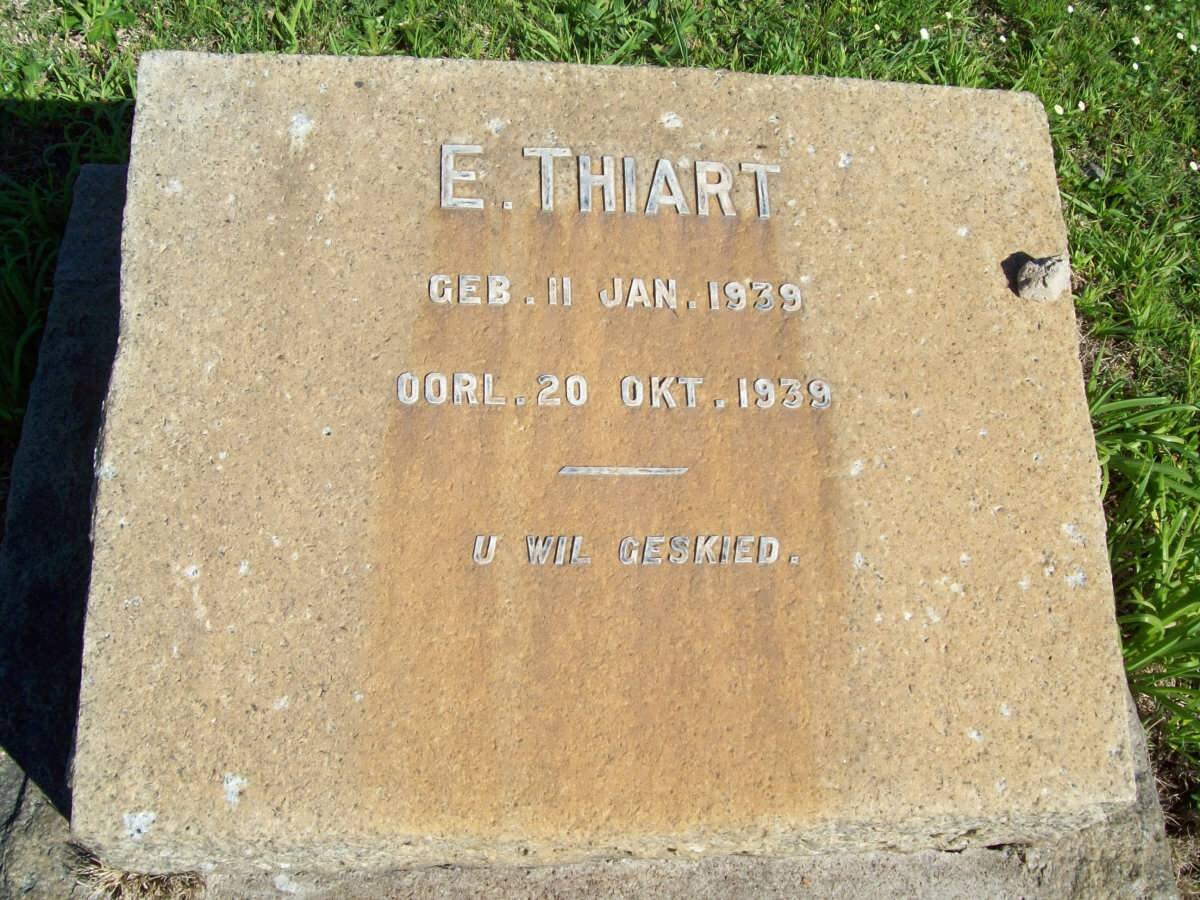 E. THIART
GEB. 11 JAN. 1939
OORL. 20 OKT. 1939
U WIL GESKIED.